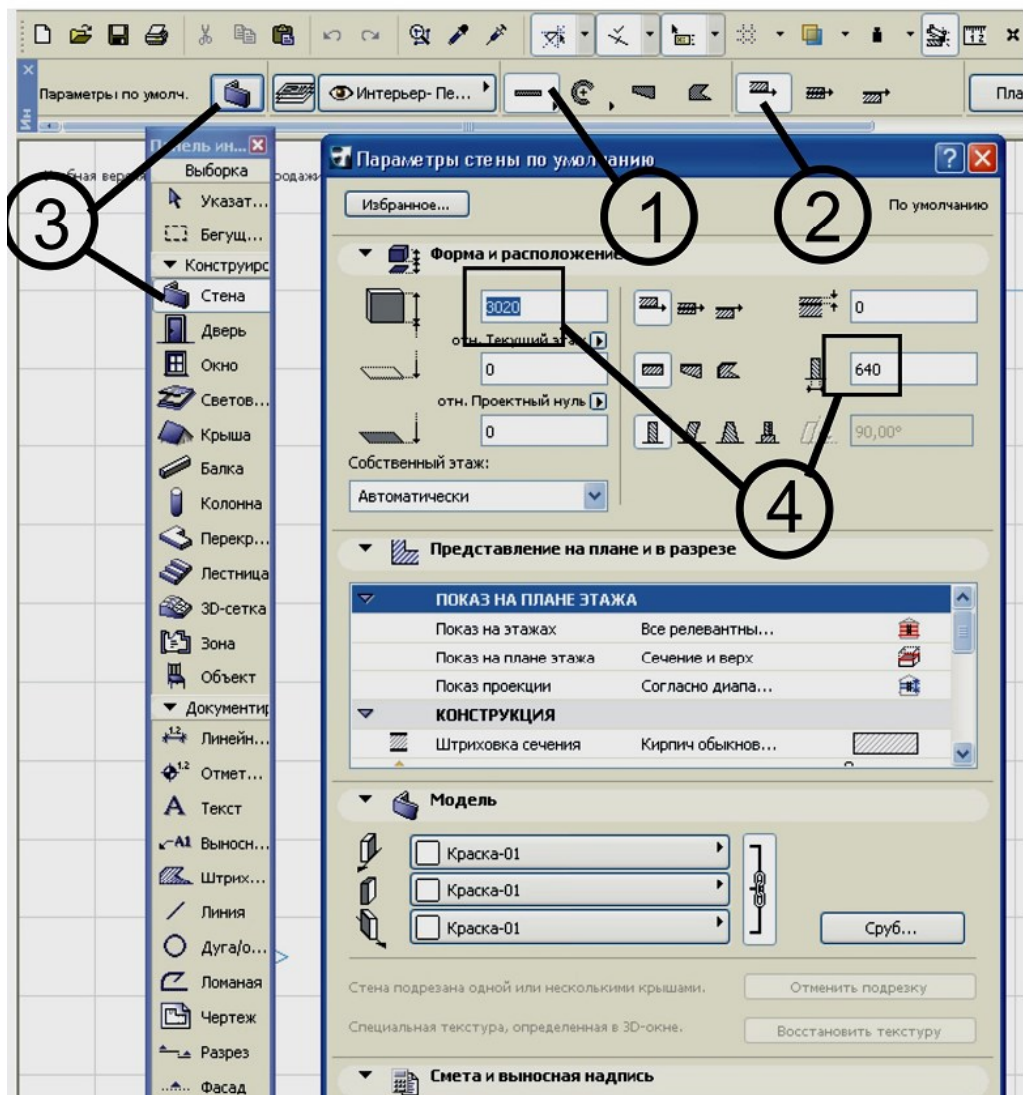 Параметры по умолч.
Интерьер- Пе...
Пла
Ин
3
Панель ин...
Выборка
Указат...
Бегущ...
Конструирс
Стена
Дверь
Окно
Светов...
Крыша
Балка
Колонна
Перекр...
Лестница
3D-сетка
Зона
Объект
Документир
Линейн...
Отмет...
Текст
A1 Выносн...
Штрих...
Линия
Дуга/о...
Ломаная
Чертеж
Разрез
Фасад
Параметры стены по умолчанию
Избранное...
1
2
По умолчанию
Форма и расположение
3020
0
отн. Текущий этаж
0
640
отн. Проектный нуль
0
90,00°
Собственный этаж:
Автоматически
4
Представление на плане и в разрезе
ПОКАЗ НА ПЛАНЕ ЭТАЖА
Показ на этажах Все релевантны...
Показ на плане этажа Сечение и верх
Показ проекции Согласно диапа...
КОНСТРУКЦИЯ
Штриховка сечения Кирпич обыкнов...
Модель
Краска-01
Краска-01
Краска-01
Сруб...
Стена подрезана одной или несколькими крышами.
Отменить подрезку
Специальная текстура, определенная в 3D-окне.
Восстановить текстуру
Смета и выносная надпись